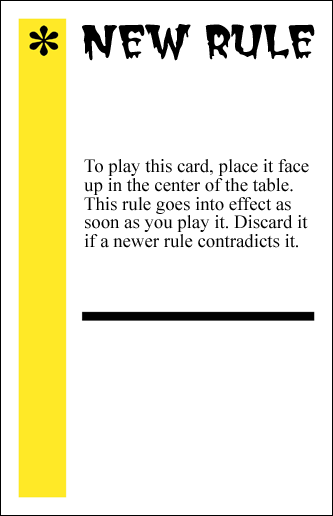 * NEW RULE
To play this card, place it face
up in the center of the table.
This rule goes into effect as
soon as you play it. Discard it
if a newer rule contradicts it.